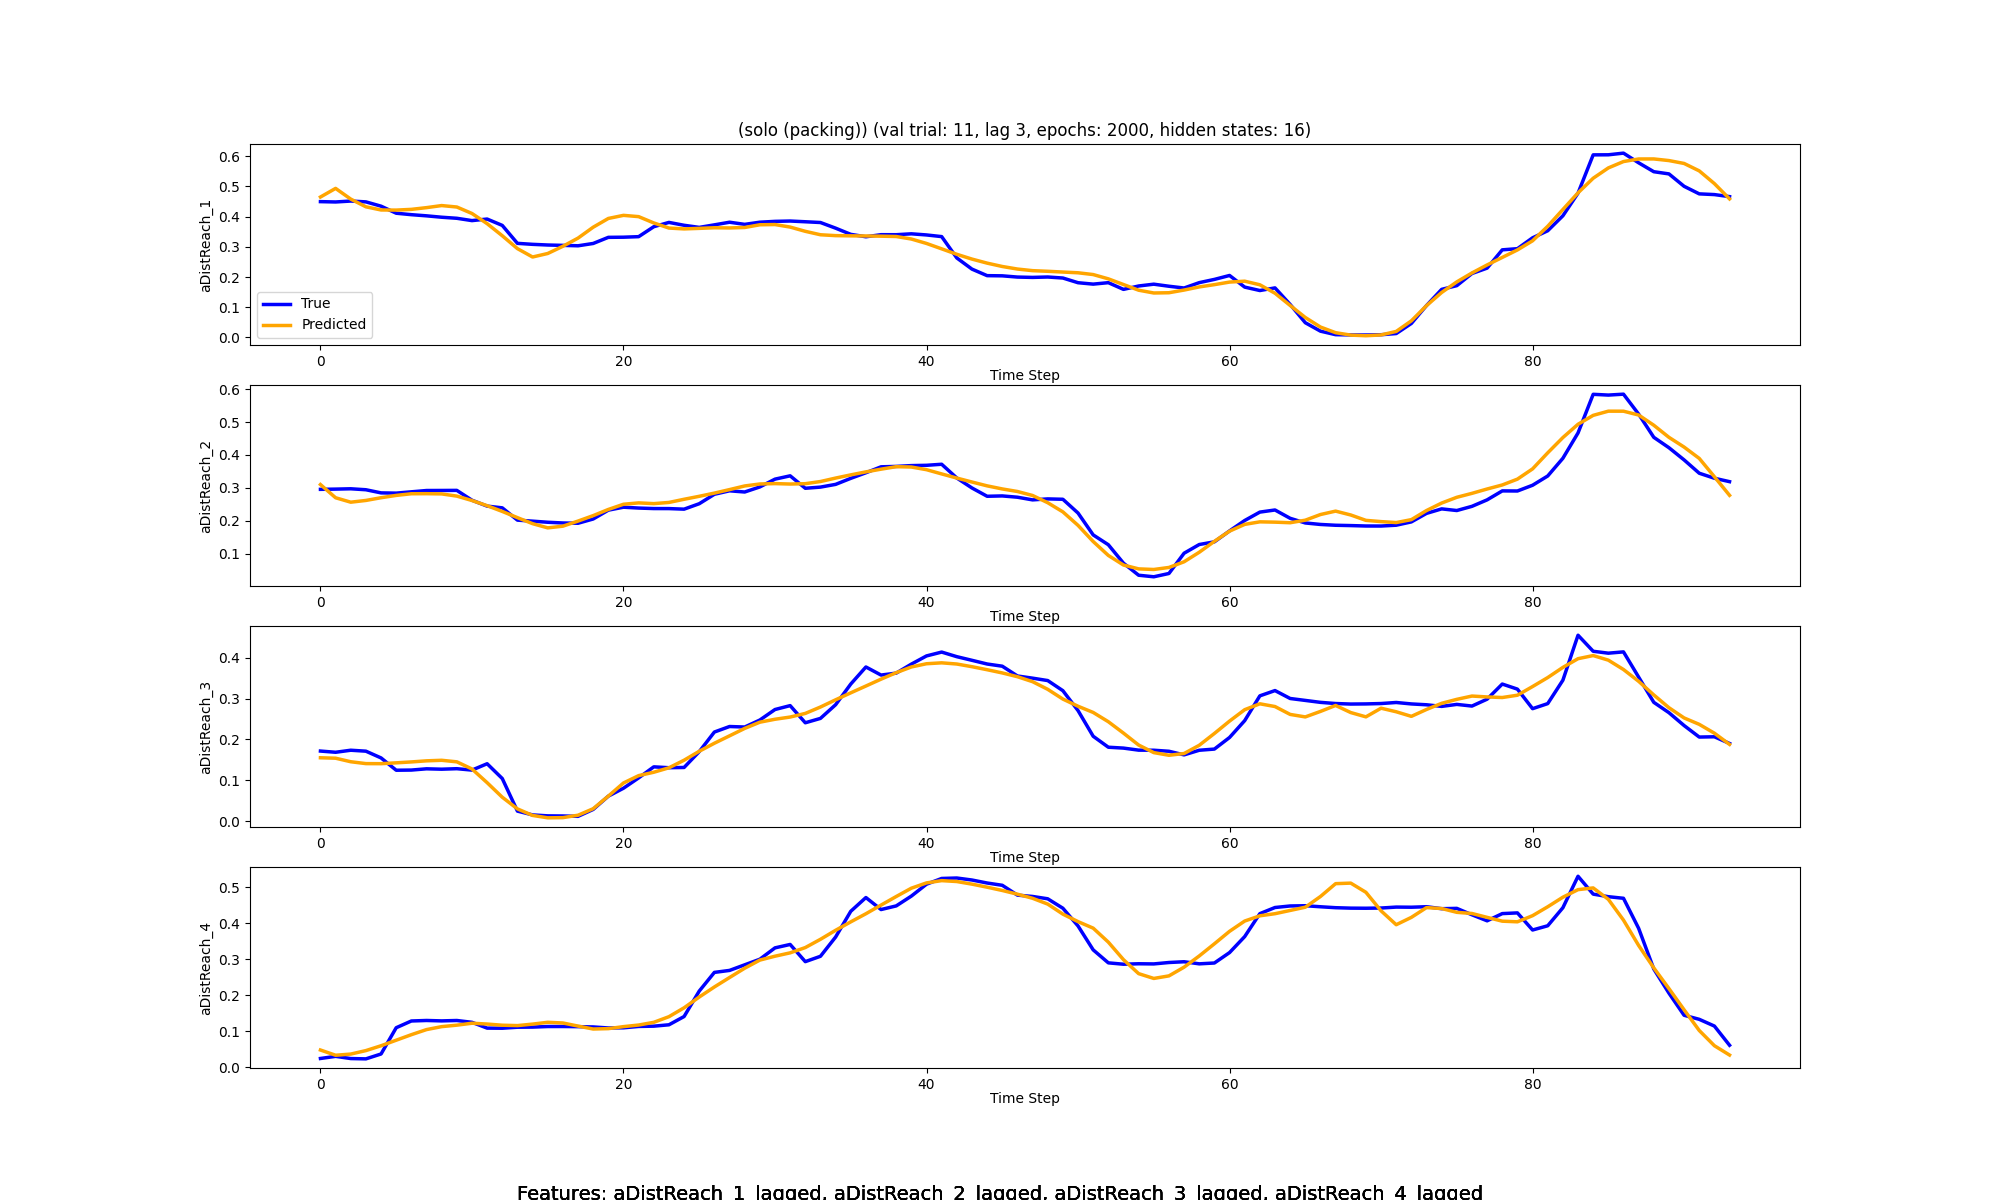 (solo (packing)) (val trial: 11, lag 3, epochs: 2000, hidden states: 16)
0.6
0.5
0.4
0.3
0.2
0.1
0.0
aDistReach_1
True
Predicted
0 20 40 60 80
Time Step
0.6
0.5
0.4
0.3
0.2
0.1
aDistReach_2
0 20 40 60 80
Time Step
0.4
0.3
0.2
0.1
0.0
aDistReach_3
0 20 40 60 80
Time Step
0.5
0.4
0.3
0.2
0.1
0.0
aDistReach_4
0 20 40 60 80
Time Step
Features: aDistReach_1_lagged, aDistReach_2_lagged, aDistReach_3_lagged, aDistReach_4_lagged